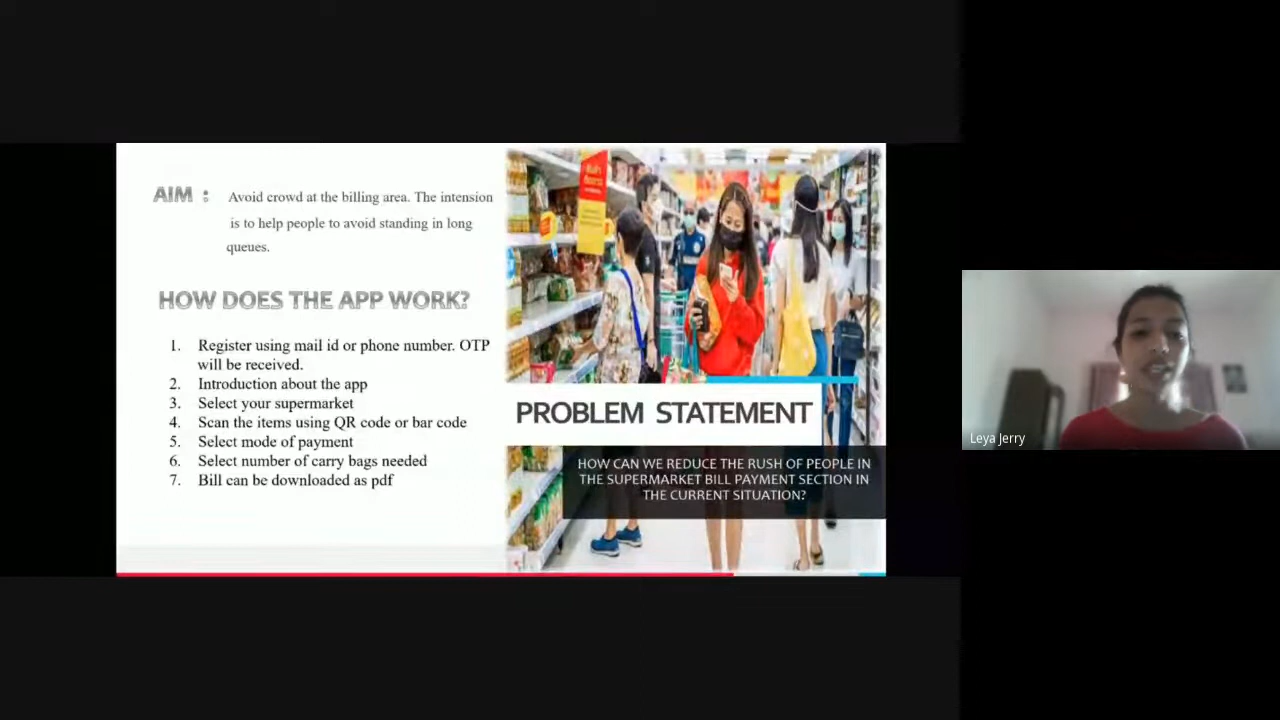 AIM : Avoid crowd at the billing area. The intension
is to help people to avoid standing in long
queues.
HOW DOES THE APP WORK?
1. Register using mail id or phone number. OTP
will be received.
2. Introduction about the app
3. Select your supermarket
4. Scan the items using QR code or bar code
5. Select mode of payment
6. Select number of carry bags needed
7. Bill can be downloaded as pdf
PROBLEM STATEMENT
HOW CAN WE REDUCE THE RUSH OF PEOPLE IN
THE SUPERMARKET BILL PAYMENT SECTION IN
THE CURRENT SITUATION?
Leya Jerry